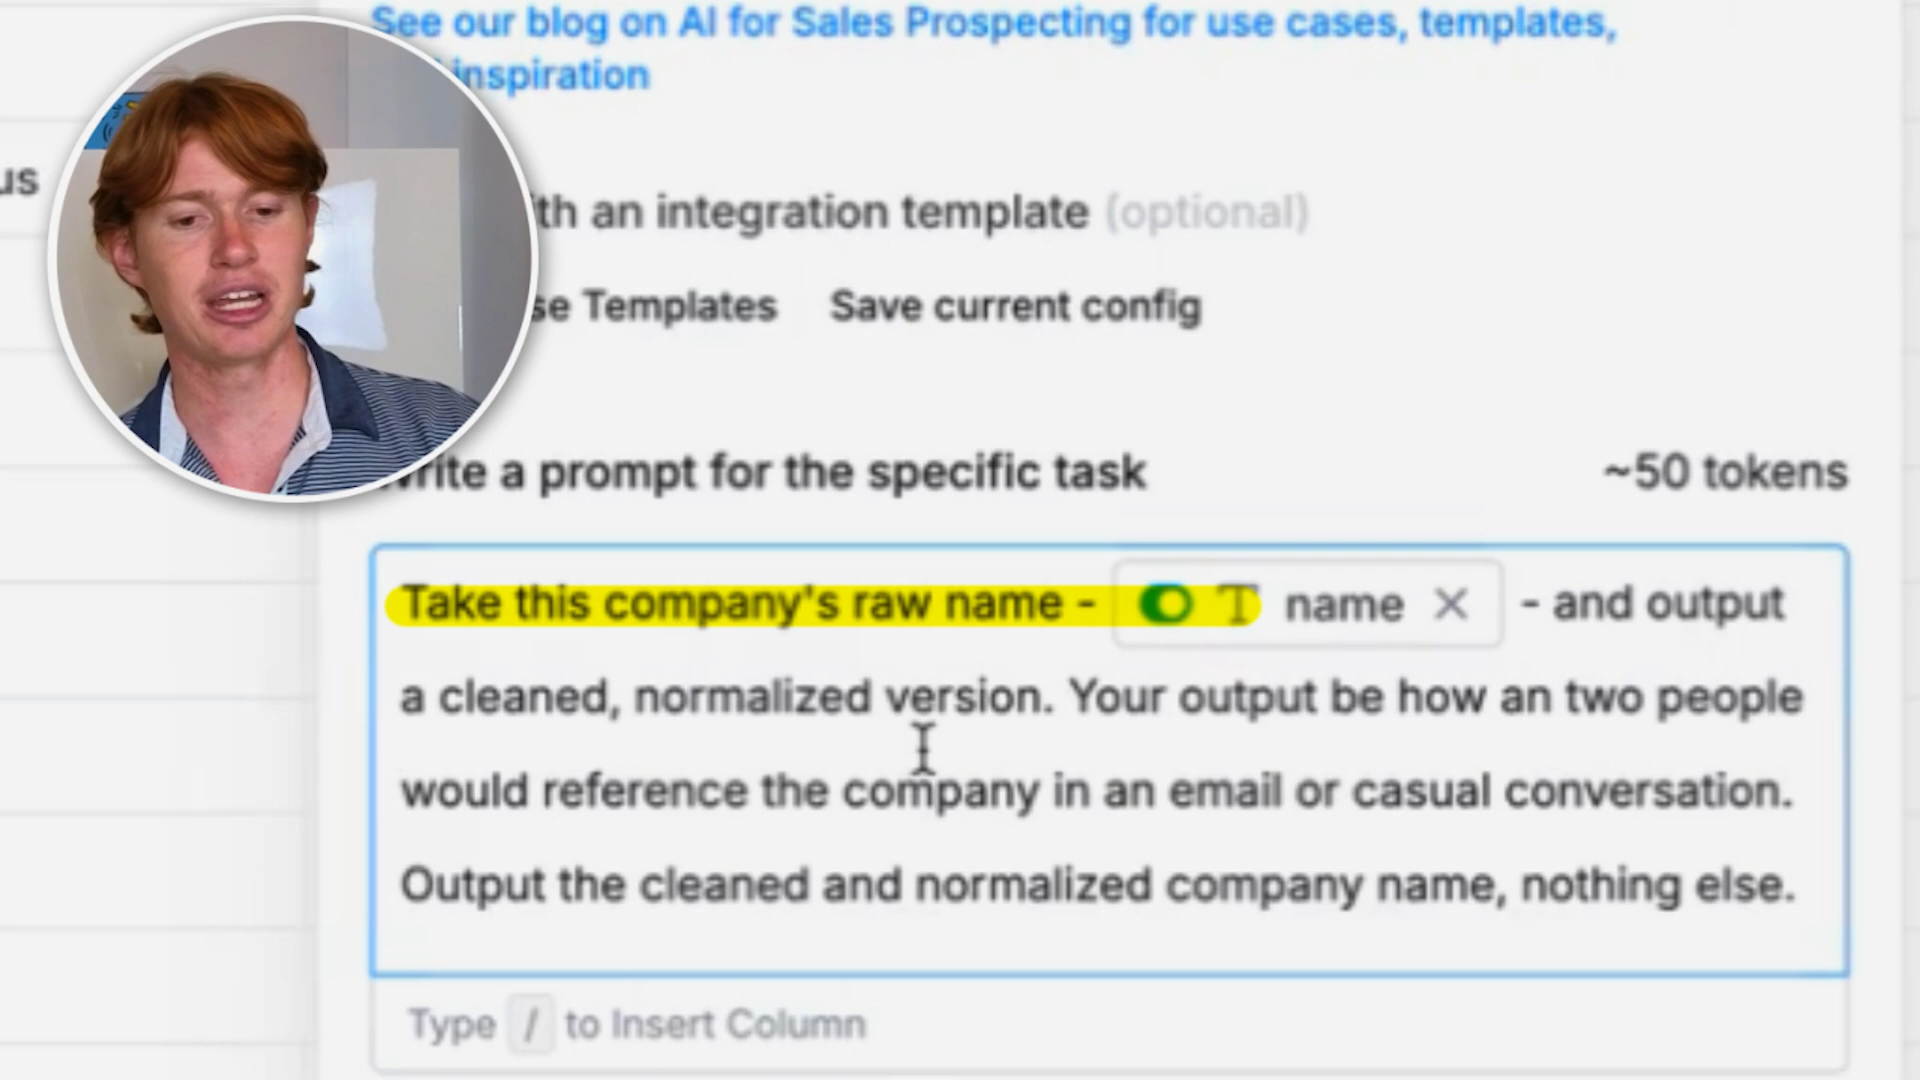 See our blog on AI for Sales Prospecting for use cases, templates,
inspiration
us
th an integration template (optional)
se Templates Save current config
rite a prompt for the specific task ~50 tokens
Take this company's raw name - T name × - and output
a cleaned, normalized version. Your output be how an two people
would reference the company in an email or casual conversation.
Output the cleaned and normalized company name, nothing else.
Type / to Insert Column